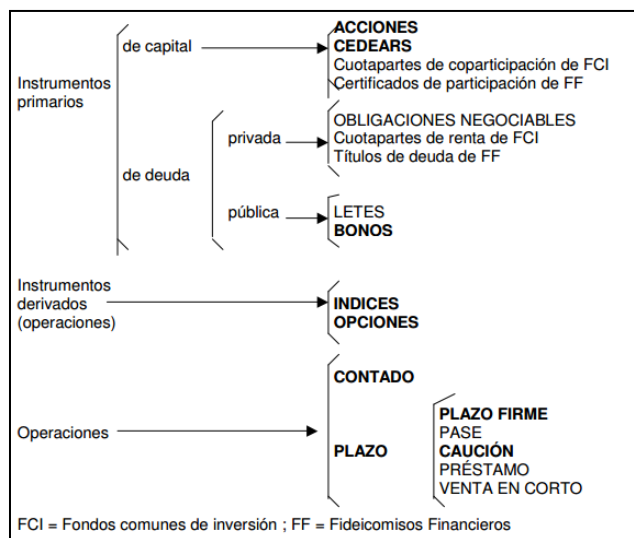 ACCIONES
de capital
CEDEARS
Cuotapartes de coparticipación de FCI
Certificados de participación de FF
Instrumentos
primarios
OBLIGACIONES NEGOCIABLES
privada
Cuotapartes de renta de FCI
Títulos de deuda de FF
de deuda
pública
LETES
BONOS
Instrumentos
derivados
(operaciones)
INDICES
OPCIONES
CONTADO
Operaciones
PLAZO
PLAZO FIRME
PASE
CAUCIÓN
PRÉSTAMO
VENTA EN CORTO
FCI = Fondos comunes de inversión ; FF = Fideicomisos Financieros